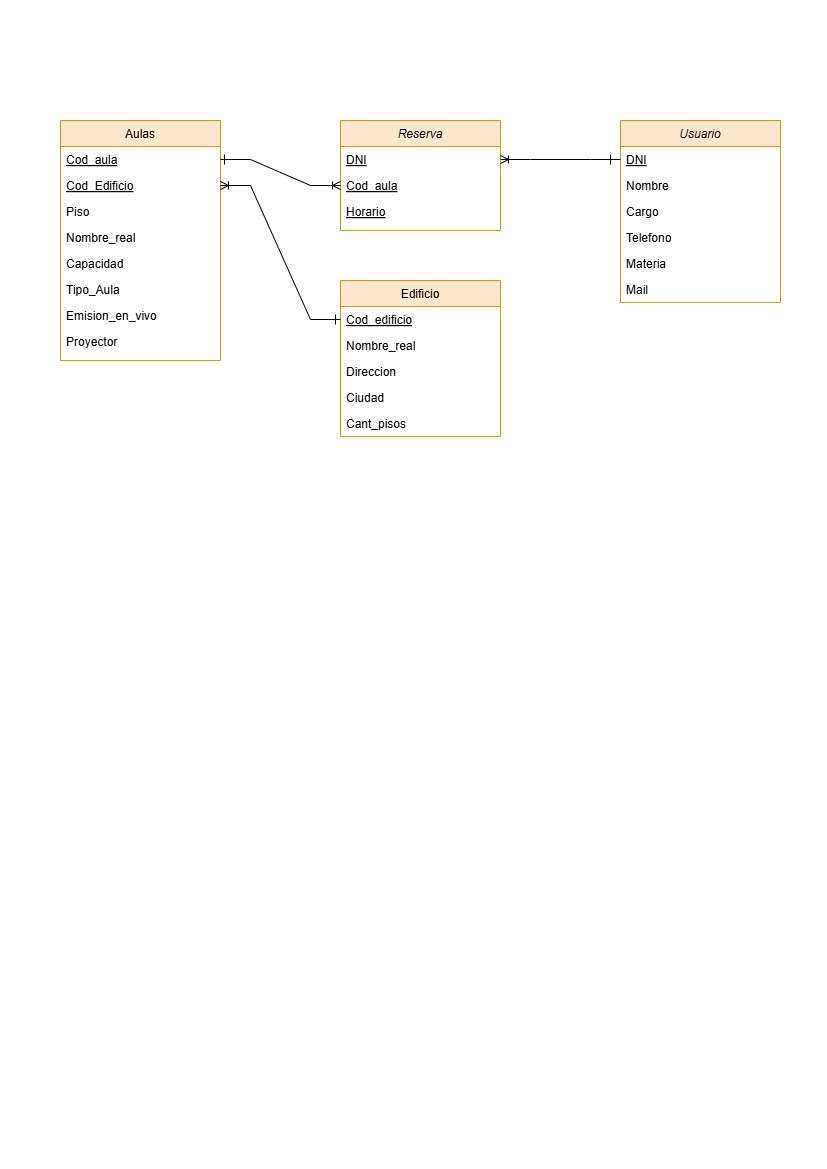 Aulas
Cod_aula
Cod_Edificio
Piso
Nombre_real
Capacidad
Tipo_Aula
Emision_en_vivo
Proyector
Reserva
DNI
Cod_aula
Horario
Edificio
Cod_edificio
Nombre_real
Direccion
Ciudad
Cant_pisos
Usuario
DNI
Nombre
Cargo
Telefono
Materia
Mail